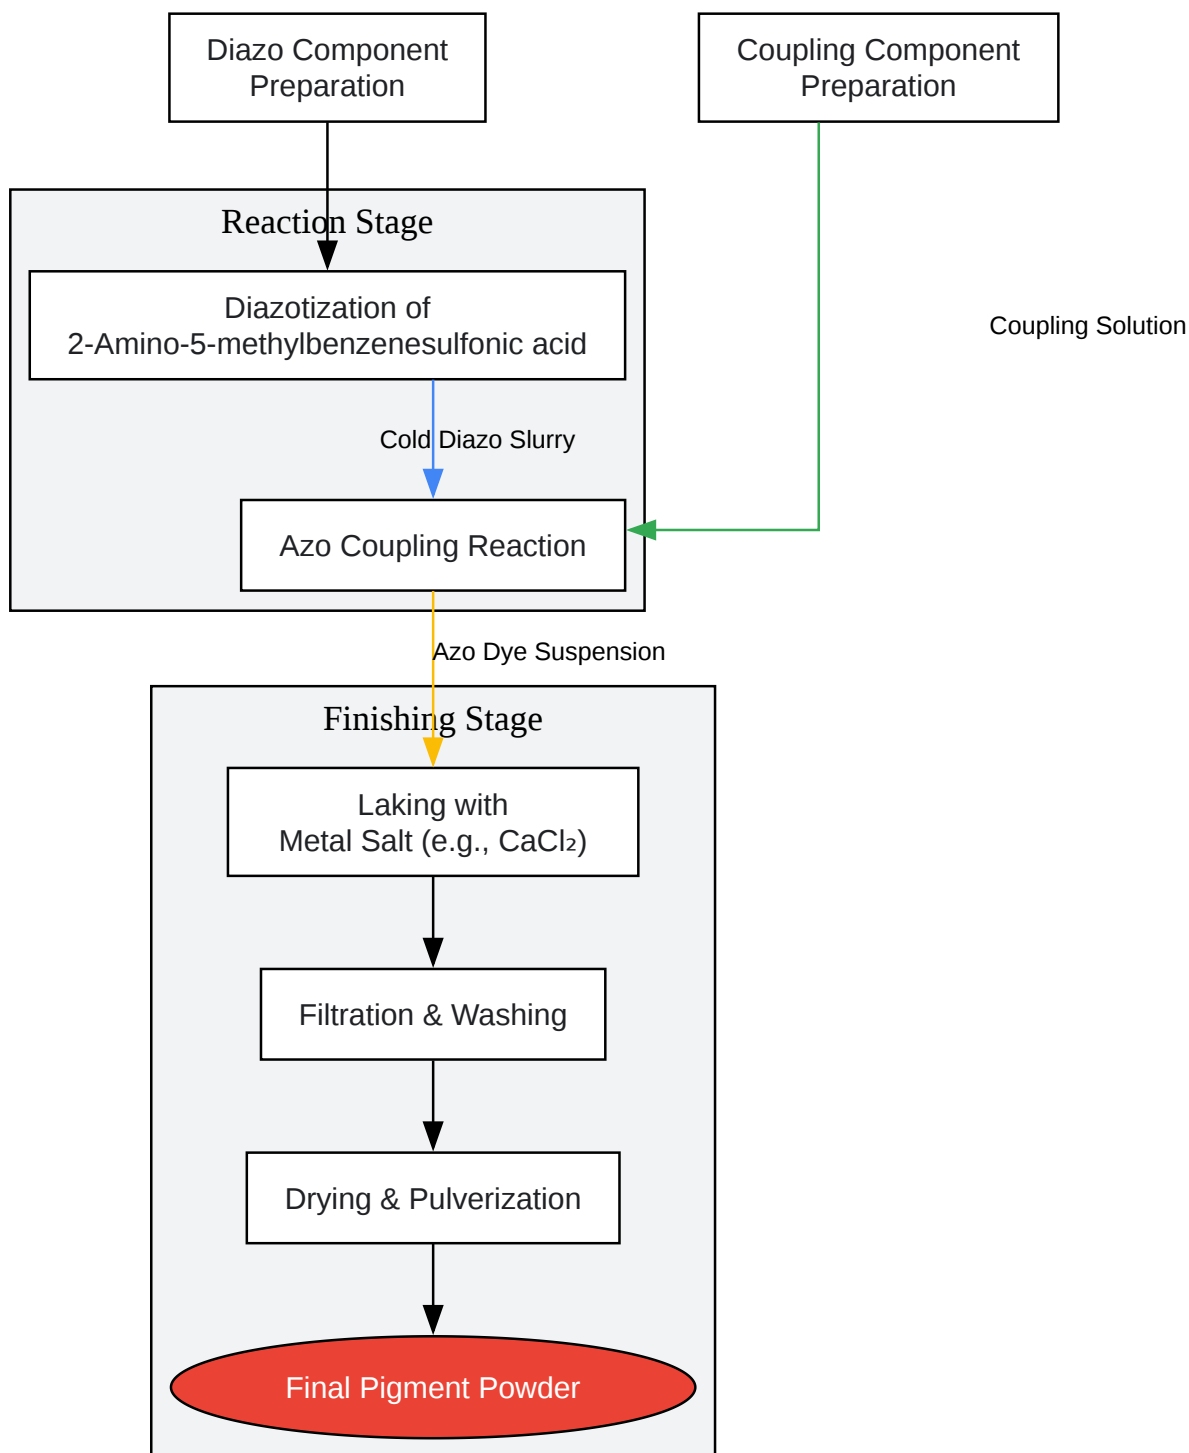 Diazo Component
Preparation
Coupling Component
Preparation
Reaction Stage
Diazotization of
2-Amino-5-methylbenzenesulfonic acid
Coupling Solution
Cold Diazo Slurry
Azo Coupling Reaction
Azo Dye Suspension
Finishing Stage
Laking with
Metal Salt (e.g., CaCl₂)
Filtration & Washing
Drying & Pulverization
Final Pigment Powder